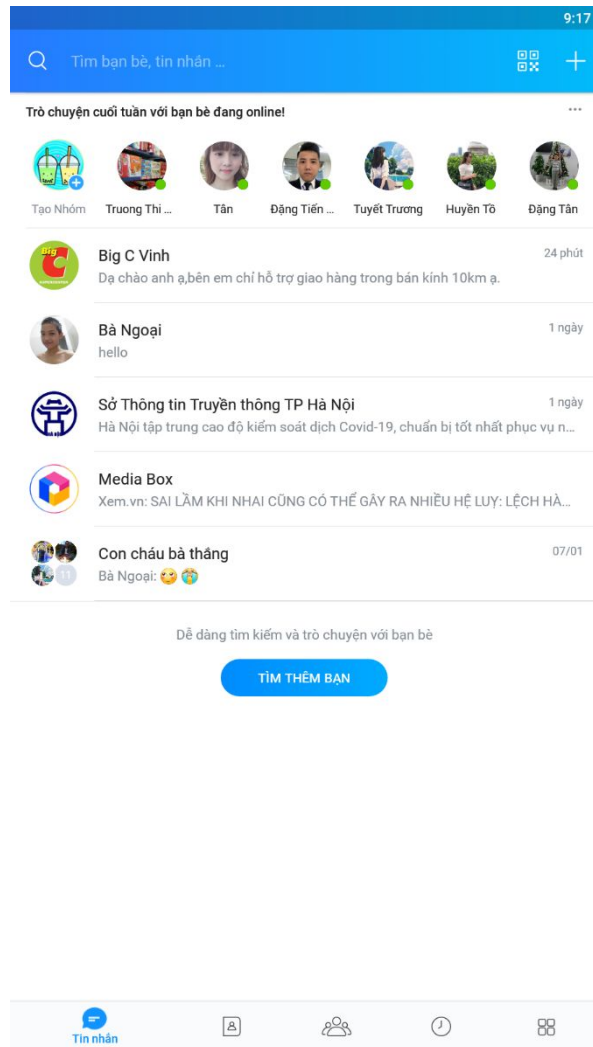 9:17
Tìm bạn bè, tin nhắn ...
Trò chuyện cuối tuần với bạn bè đang online!
Tạo Nhóm
Truong Thi ...
Tân
Đặng Tiến ...
Tuyết Trương
Huyền Tồ
Đặng Tân
Big C
Big C Vinh
24 phút
Dạ chào anh ạ,bên em chỉ hỗ trợ giao hàng trong bán kính 10km ạ.
Bà Ngoại
1 ngày
hello
Sở Thông tin Truyền thông TP Hà Nội
1 ngày
Hà Nội tập trung cao độ kiểm soát dịch Covid-19, chuẩn bị tốt nhất phục vụ n...
Media Box
Xem.vn: SAI LẦM KHI NHAI CŨNG CÓ THỂ GÂY RA NHIỀU HỆ LUỴ: LỆCH HÀ...
11
Con cháu bà thắng
07/01
Bà Ngoại:
Dễ dàng tìm kiếm và trò chuyện với bạn bè
TÌM THÊM BẠN
Tin nhắn